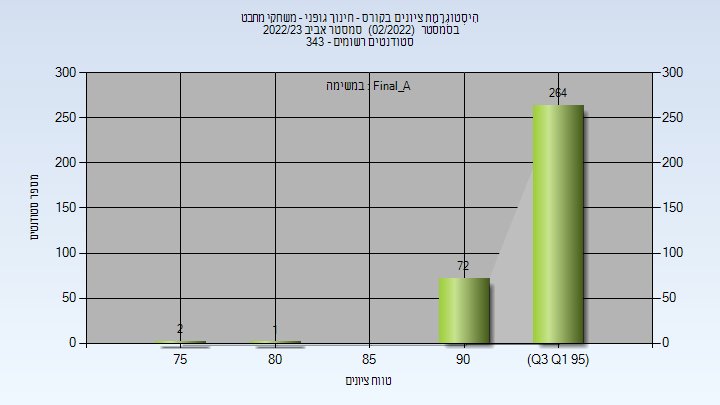 הִיסְטוגְרָמַת ציונים בקורס - חינוך גופני - משחקי מחבט
בסמסטר (02/2022) סמסטר אביב 2022/23
סטודנטים רשומים - 343
במשימה : Final_A
מספר סטודנטים
300 300
250 250
200 200
150 150
100 100
50 50
0 0
264
72
2
1
75 80 85 90 (Q3 Q1 95)
טווח ציונים